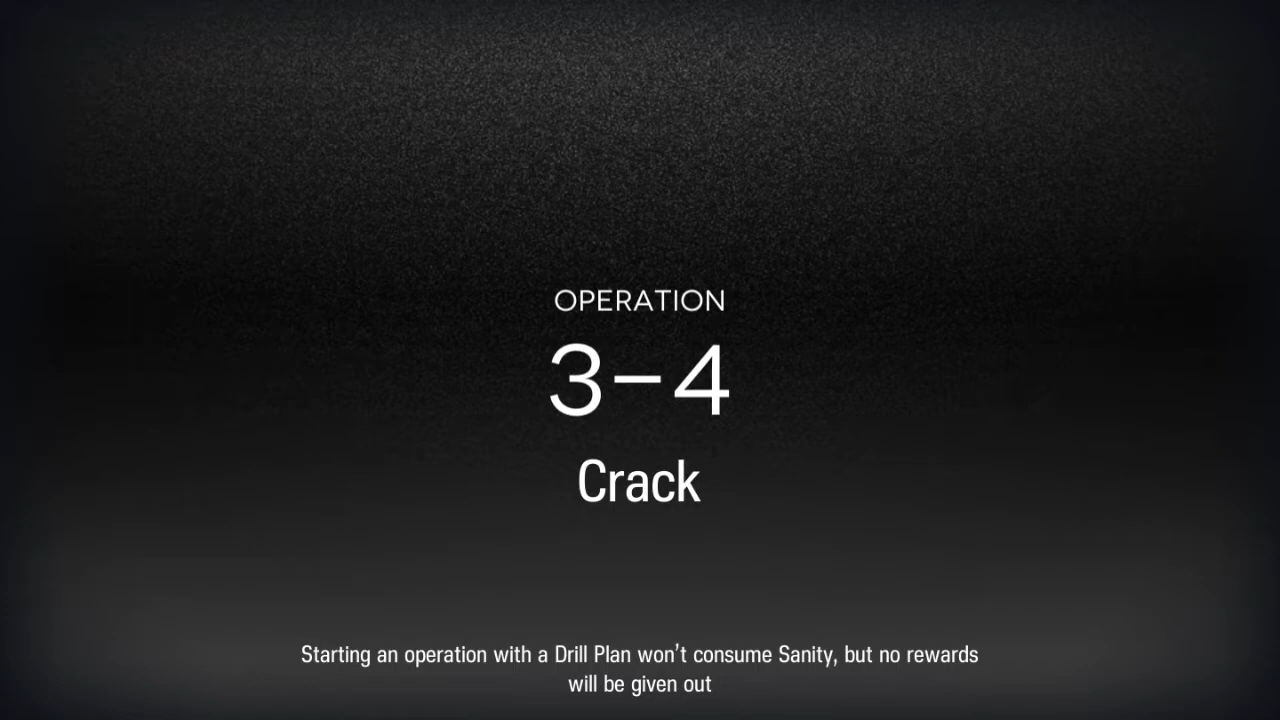 OPERATION
3–4
Crack
Starting an operation with a Drill Plan won't consume Sanity, but no rewards
will be given out